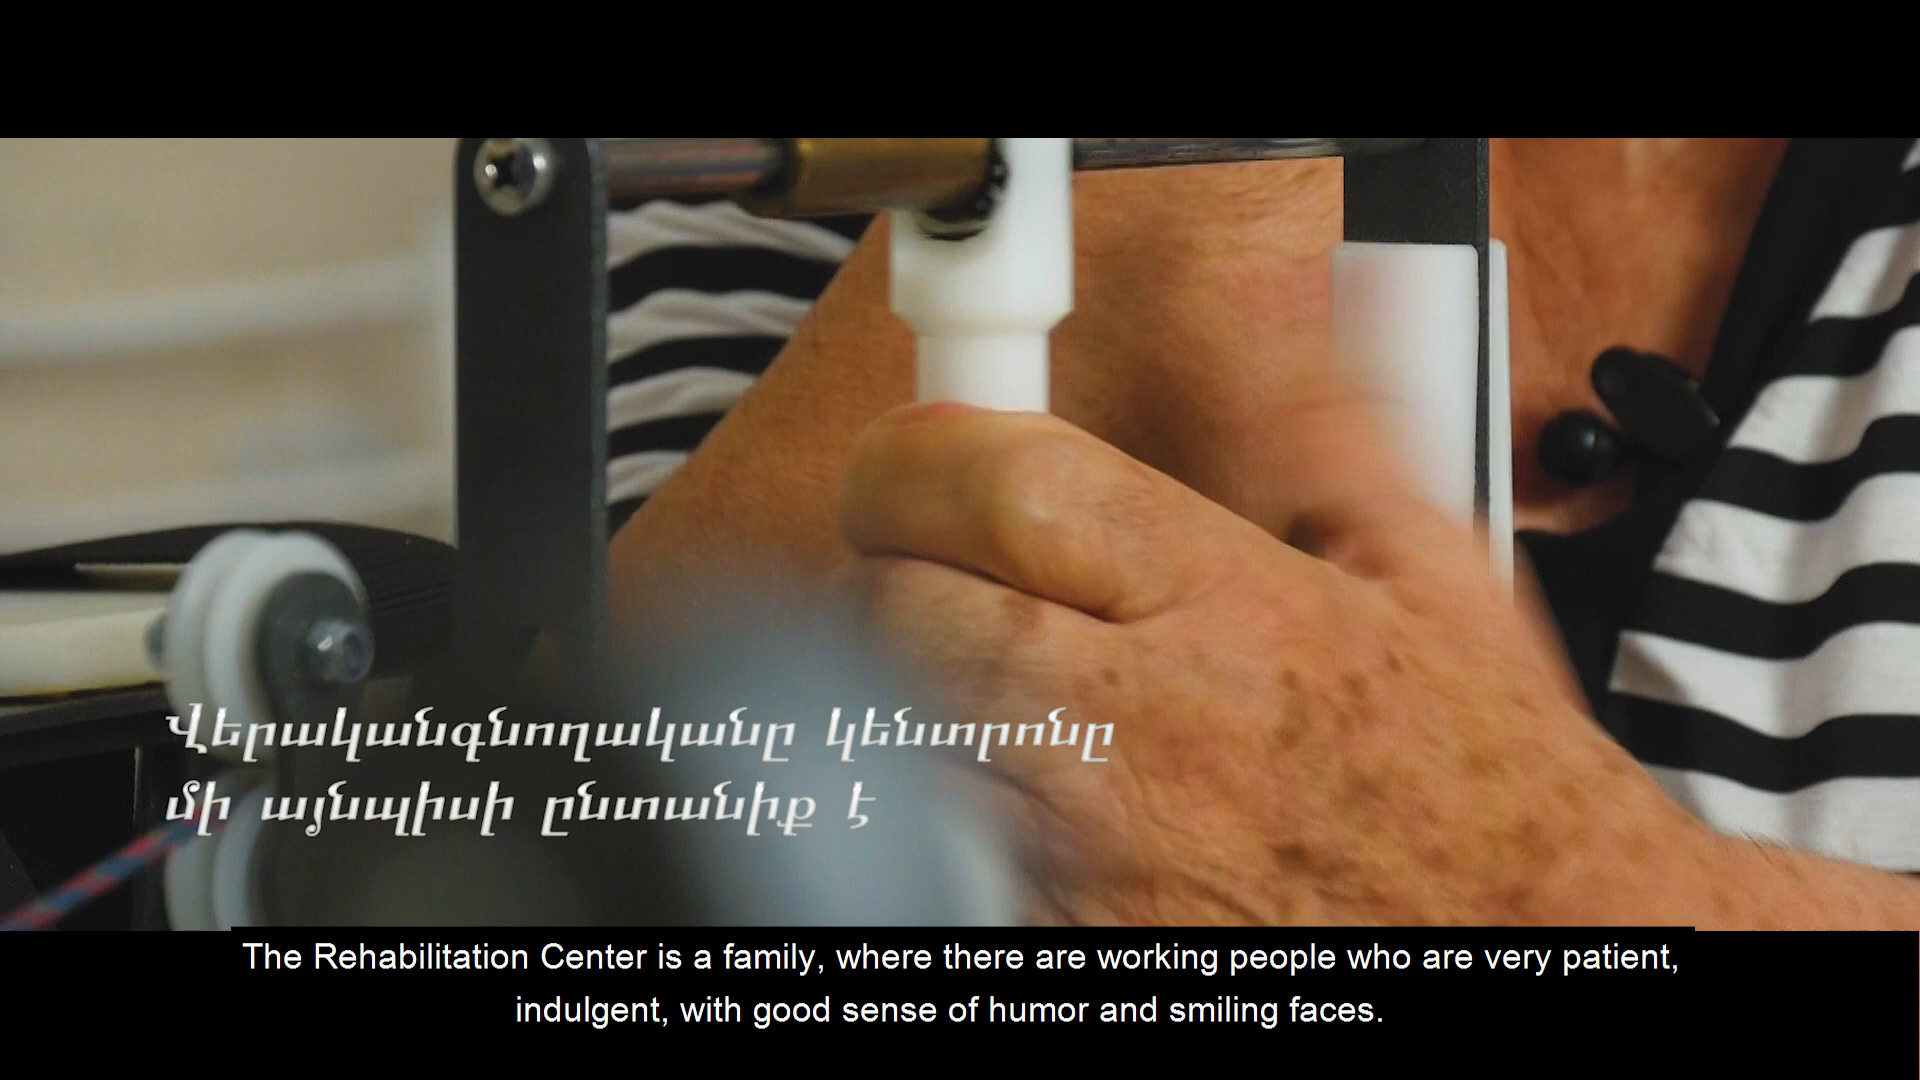 Վերականգնողականը կենտրոնը
մի այնպիսի ընտանիք է
The Rehabilitation Center is a family, where there are working people who are very patient,
indulgent, with good sense of humor and smiling faces.